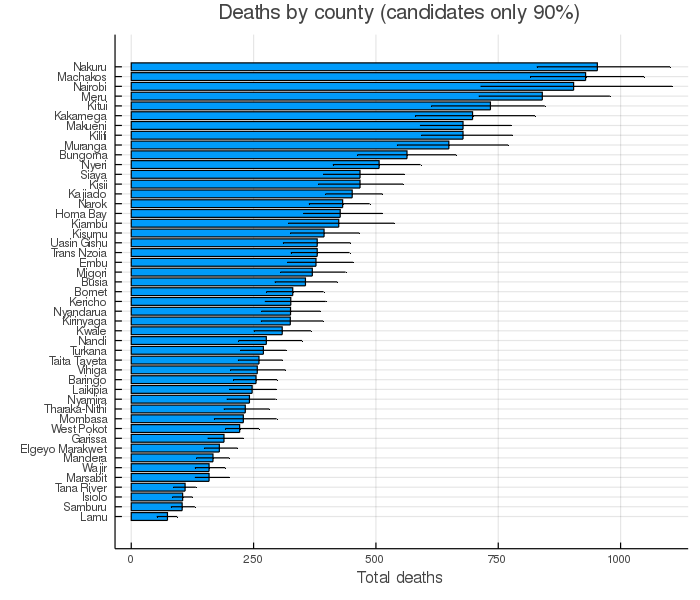 Deaths by county (candidates only 90%)
Nakuru
Machakos
Nairobi
Meru
Kitui
Kakamega
Makueni
Kilifi
Muranga
Bungoma
Nyeri
Siaya
Kisii
Kajiado
Narok
Homa Bay
Kiambu
Kisumu
Uasin Gishu
Trans Nzoia
Embu
Migori
Busia
Bomet
Kericho
Nyandarua
Kirinyaga
Kwale
Nandi
Turkana
Taita Taveta
Vihiga
Baringo
Laikipia
Nyamira
Tharaka-Nithi
Mombasa
West Pokot
Garissa
Elgeyo Marakwet
Mandera
Wajir
Marsabit
Tana River
Isiolo
Samburu
Lamu
0 250 500 750 1000
Total deaths